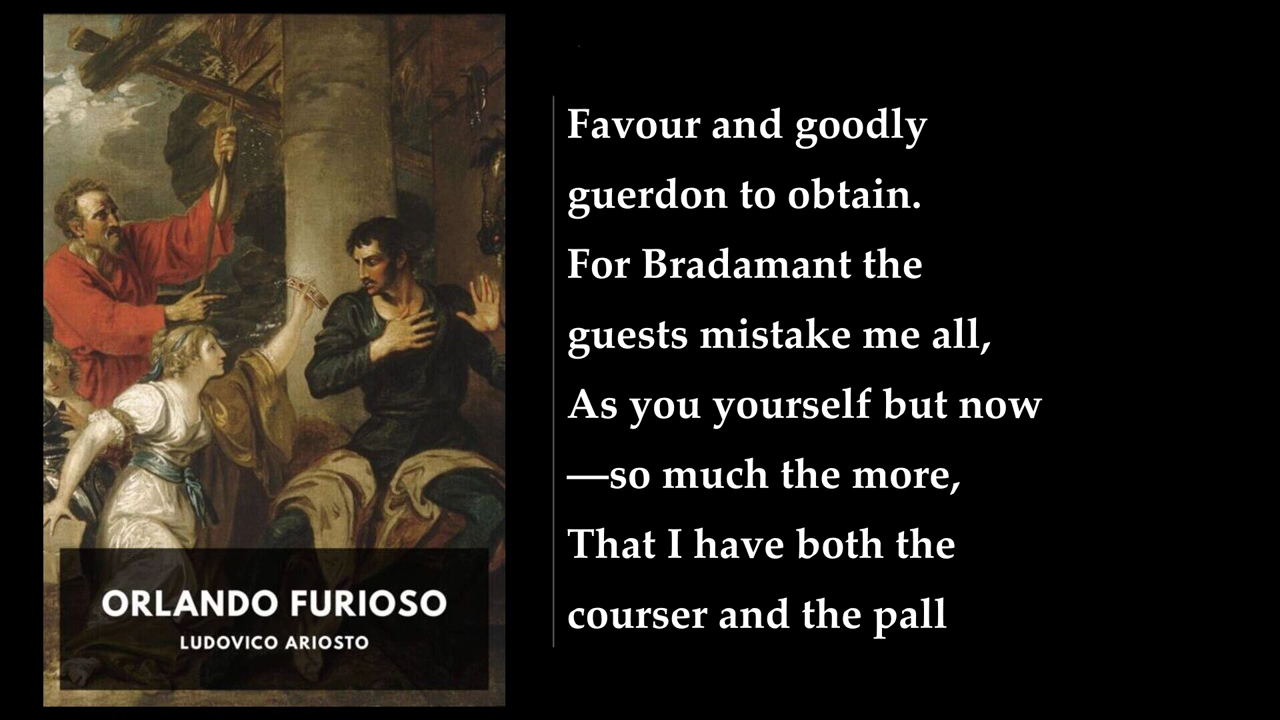 ORLANDO FURIOSO
LUDOVICO ARIOSTO
Favour and goodly
guerdon to obtain.
For Bradamant the
guests mistake me all,
As you yourself but now
—so much the more,
That I have both the
courser and the pall